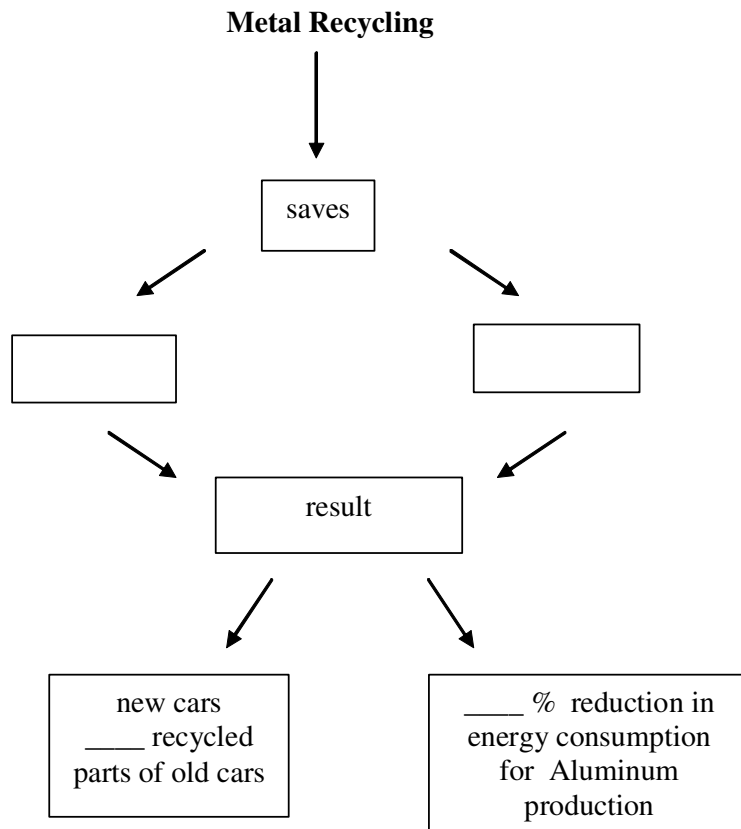 Metal Recycling
saves
result
new cars
____ recycled
parts of old cars
____ % reduction in
energy consumption
for Aluminum
production